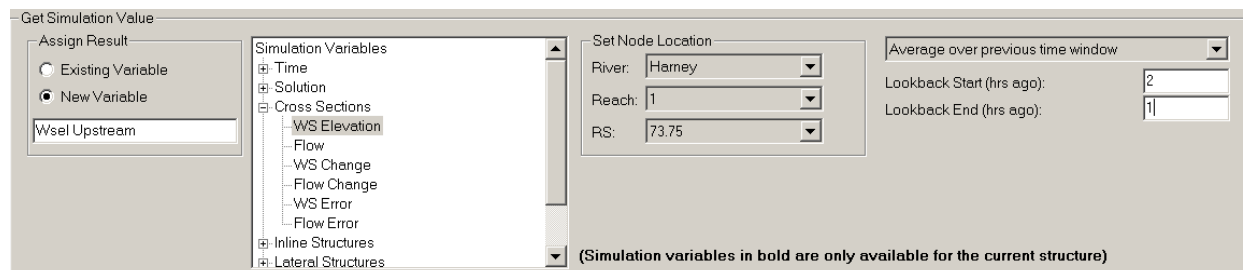 Get Simulation Value
Assign Result
Existing Variable
New Variable
Wsel Upstream
Simulation Variables
Time
Solution
Cross Sections
WS Elevation
Flow
WS Change
Flow Change
WS Error
Flow Error
Inline Structures
Lateral Structures
Set Node Location
River: Harney
Reach: 1
RS: 73.75
Average over previous time window
Lookback Start (hrs ago): 2
Lookback End (hrs ago): 1
(Simulation variables in bold are only available for the current structure)